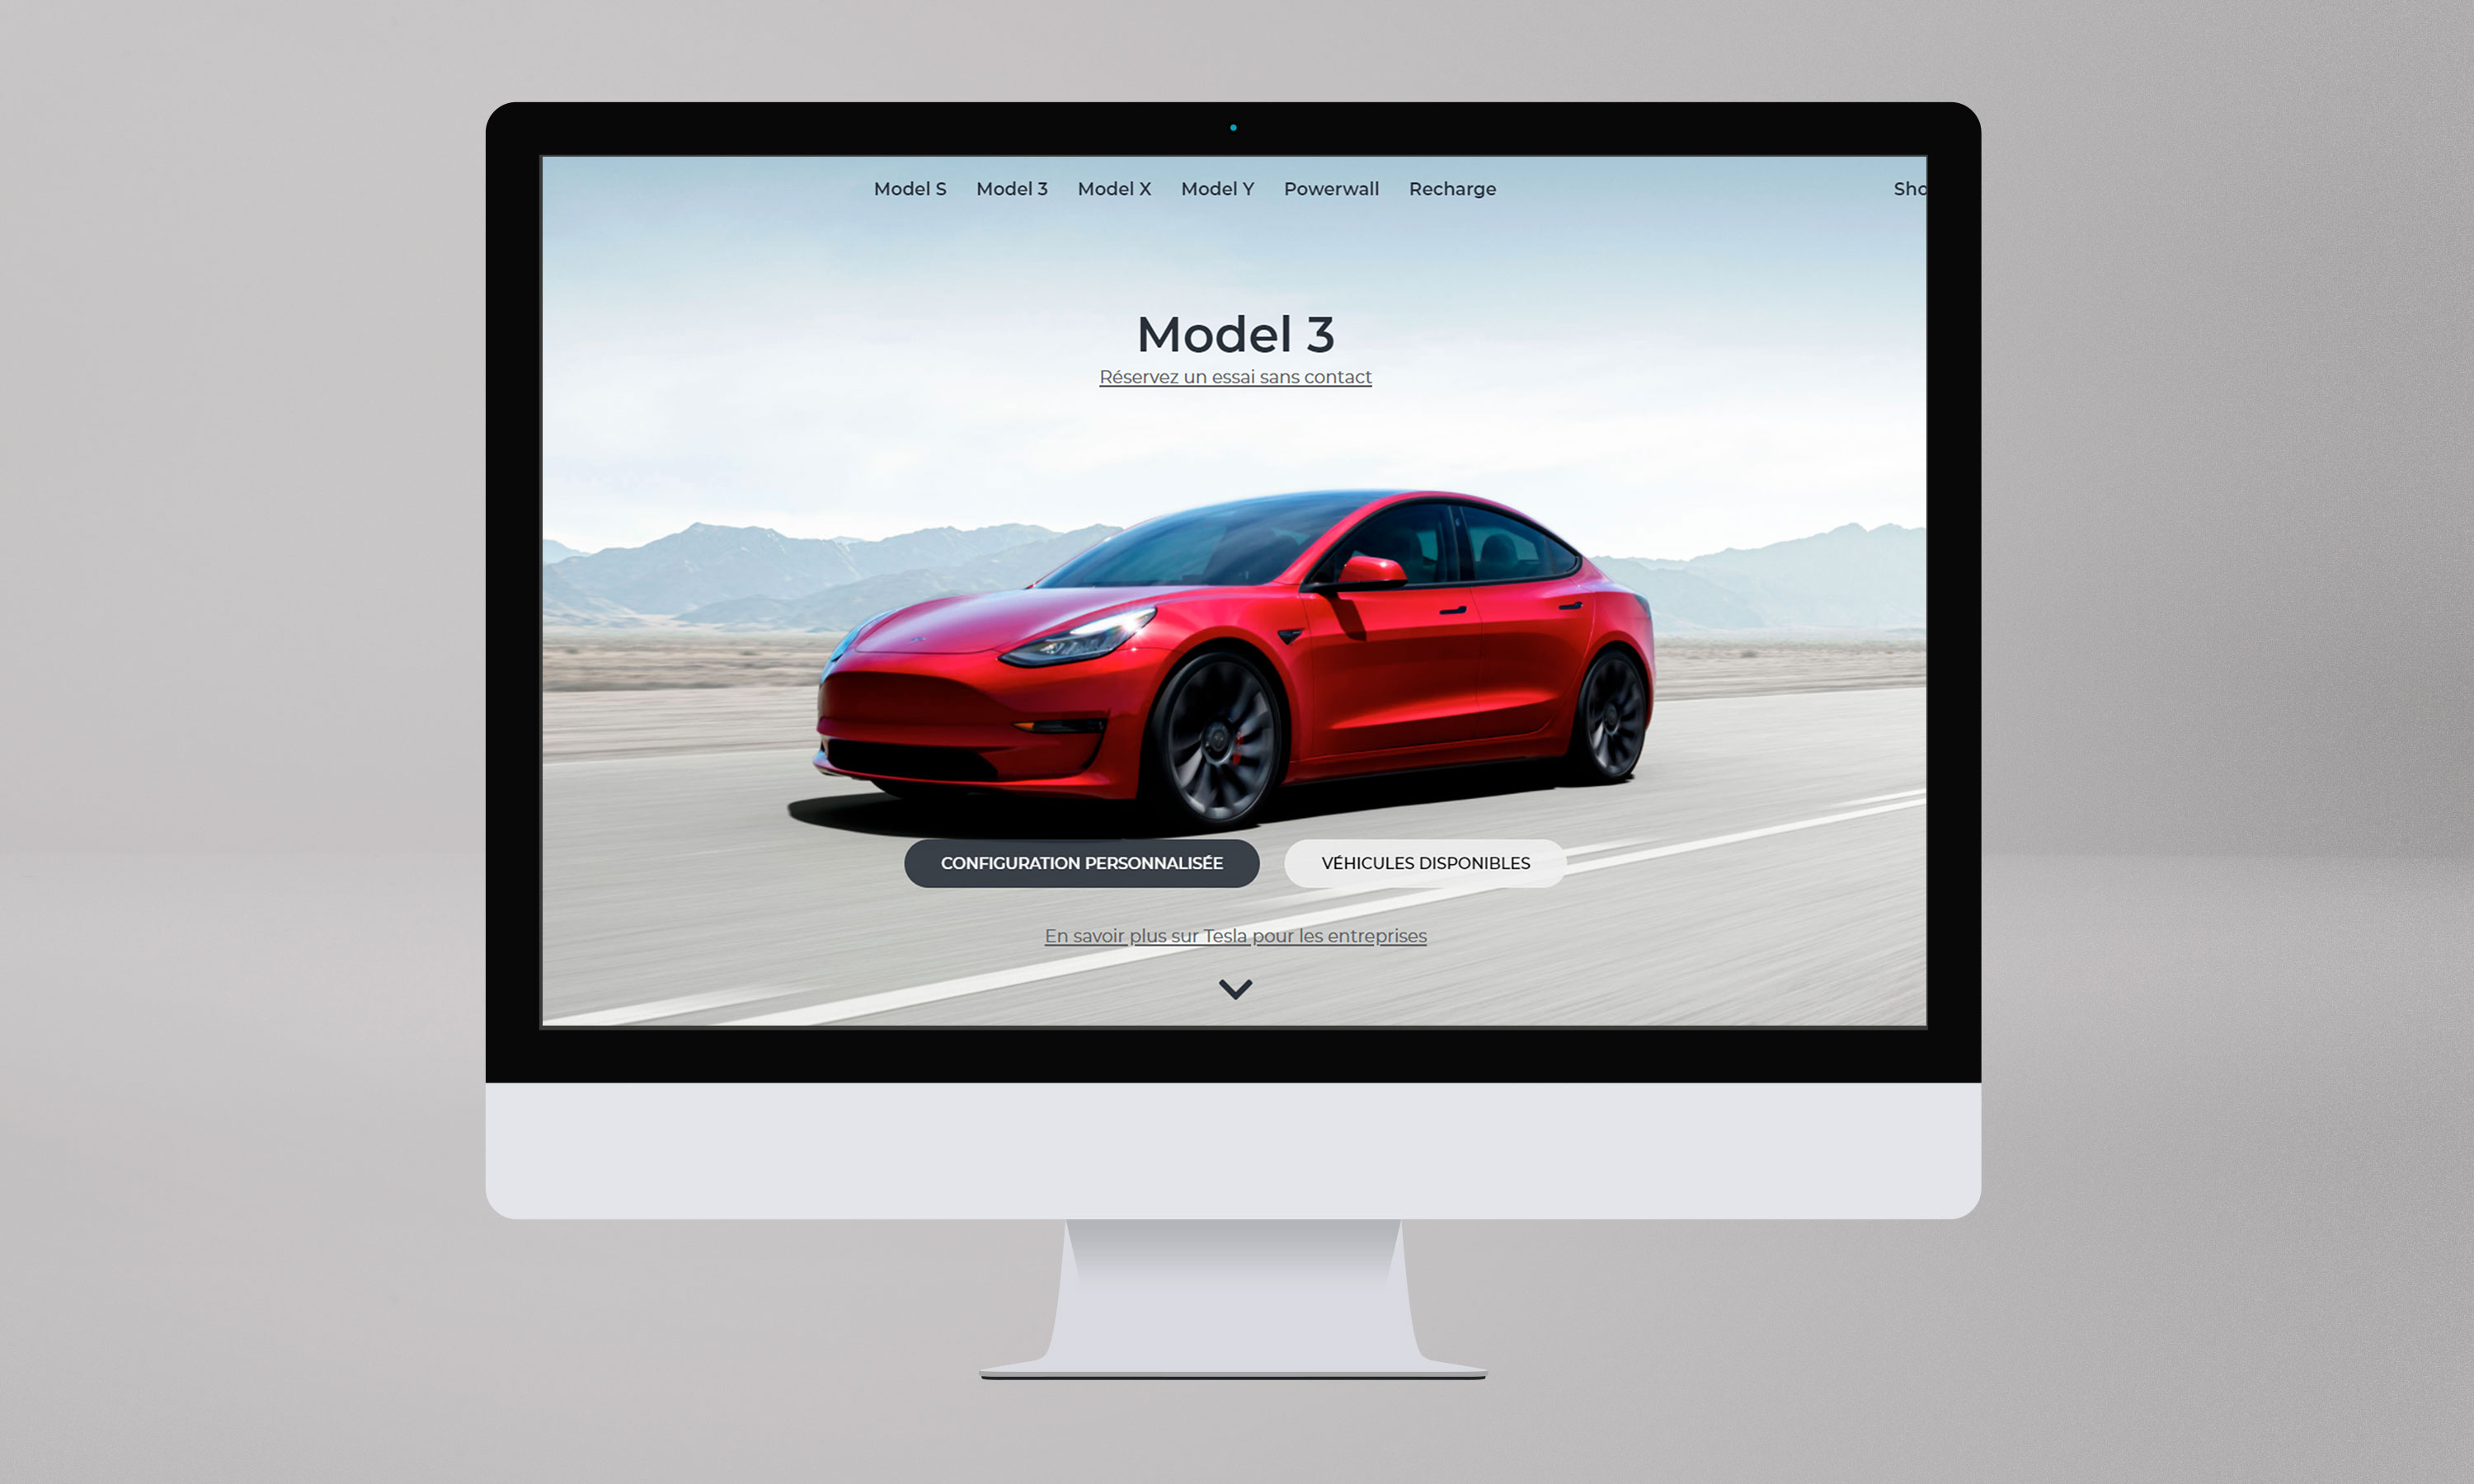 Model S Model 3 Model X Model Y Powerwall Recharge Sho
Model 3
Réservez un essai sans contact
CONFIGURATION PERSONNALISÉE VÉHICULES DISPONIBLES
En savoir plus sur Tesla pour les entreprises